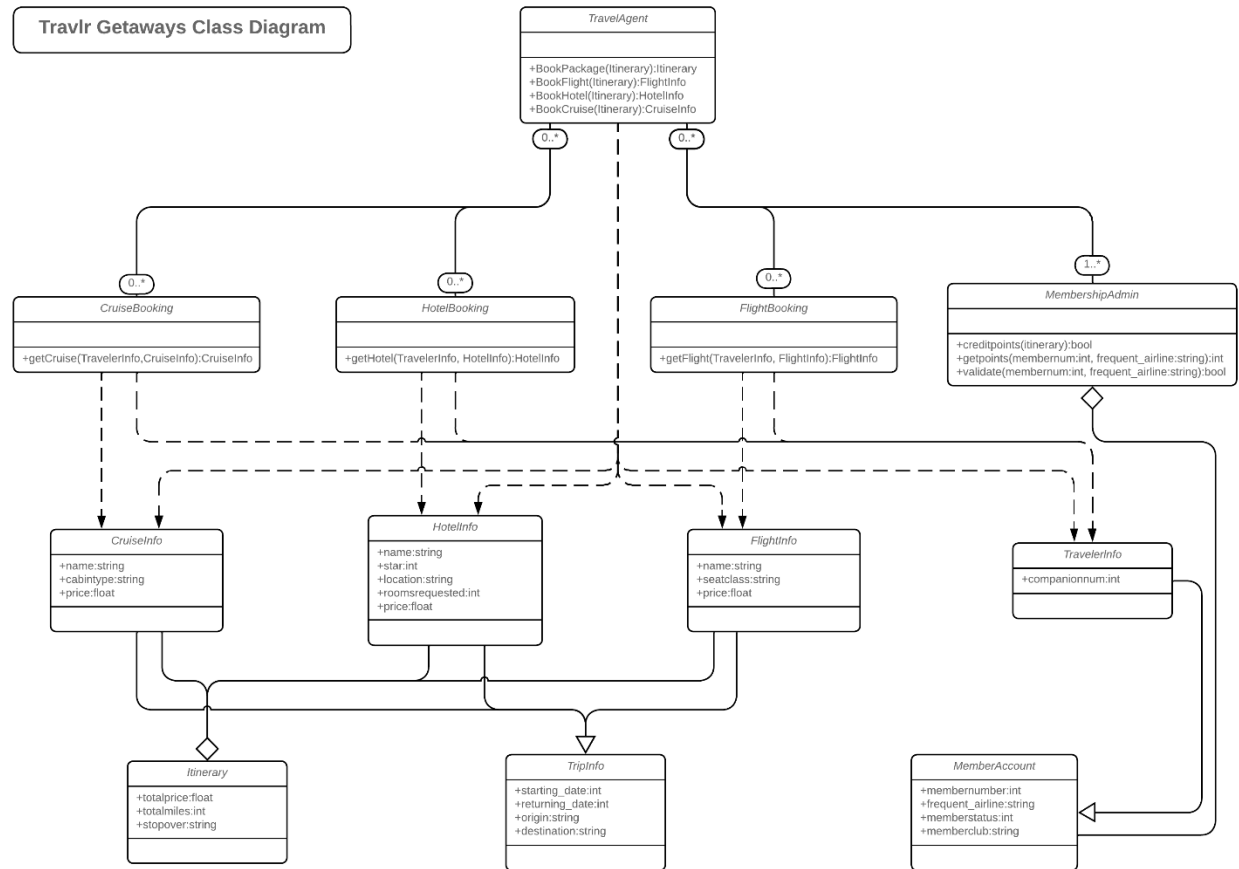 Travlr Getaways Class Diagram
TravelAgent
+BookPackage(Itinerary):Itinerary
+BookFlight(Itinerary):FlightInfo
+BookHotel(Itinerary):HotelInfo
+BookCruise(Itinerary):CruiseInfo
0..*
0..*
0..*
0..*
0..*
1..*
CruiseBooking
+getCruise(TravelerInfo,CruiseInfo):CruiseInfo
HotelBooking
+getHotel(TravelerInfo, HotelInfo):HotelInfo
FlightBooking
+getFlight(TravelerInfo, FlightInfo):FlightInfo
MembershipAdmin
+creditpoints(itinerary):bool
+getpoints(membernum:int, frequent_airline:string):int
+validate(membernum:int, frequent_airline:string):bool
CruiseInfo
+name:string
+cabintype:string
+price:float
HotelInfo
+name:string
+star:int
+location:string
+roomsrequested:int
+price:float
FlightInfo
+name:string
+seatclass:string
+price:float
TravelerInfo
+companionnum:int
Itinerary
+totalprice:float
+totalmiles:int
+stopover:string
TripInfo
+starting_date:int
+returning_date:int
+origin:string
+destination:string
MemberAccount
+membernumber:int
+frequent_airline:string
+memberstatus:int
+memberclub:string